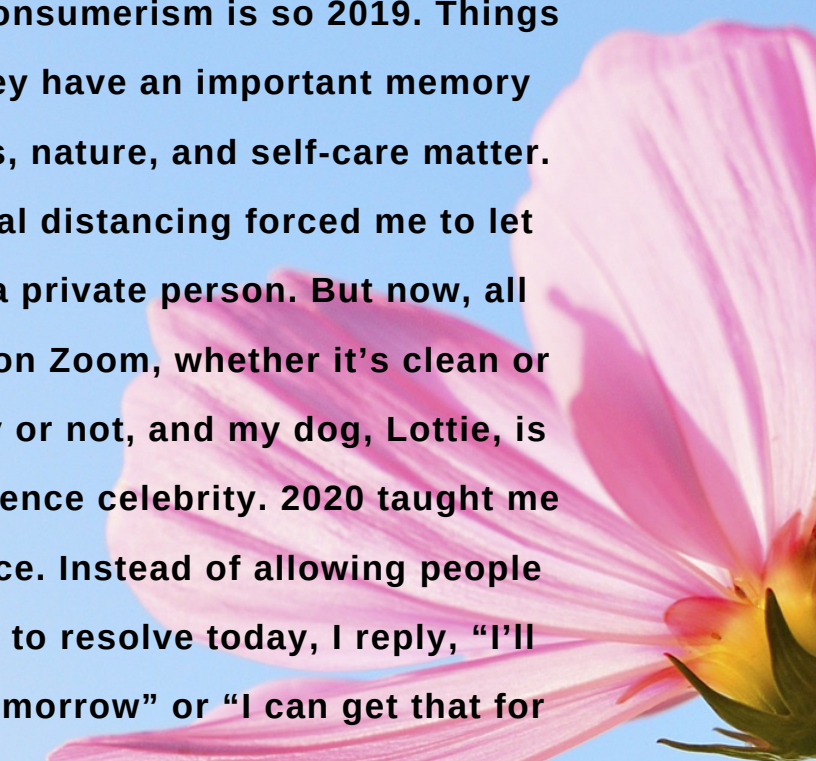 onsumerism is so 2019. Things
ey have an important memory
s, nature, and self-care matter.
al distancing forced me to let
a private person. But now, all
on Zoom, whether it’s clean or
or not, and my dog, Lottie, is
ence celebrity. 2020 taught me
ce. Instead of allowing people
to resolve today, I reply, “I’ll
morrow” or “I can get that for